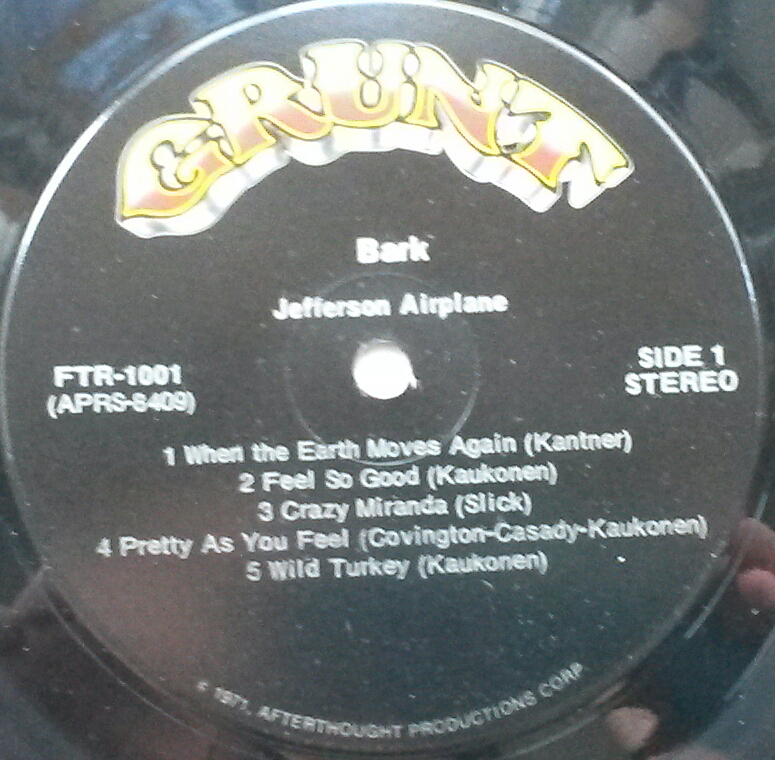 GRUNT
Bark
Jefferson Airplane
FTR-1001
(APRS-8409)
SIDE 1
STEREO
1 When the Earth Moves Again (Kantner)
2 Feel So Good (Kaukonen)
3 Crazy Miranda (Slick)
4 Pretty As You Feel (Covington-Casady-Kaukonen)
5 Wild Turkey (Kaukonen)
© 1971, AFTERTHOUGHT PRODUCTIONS CORP.